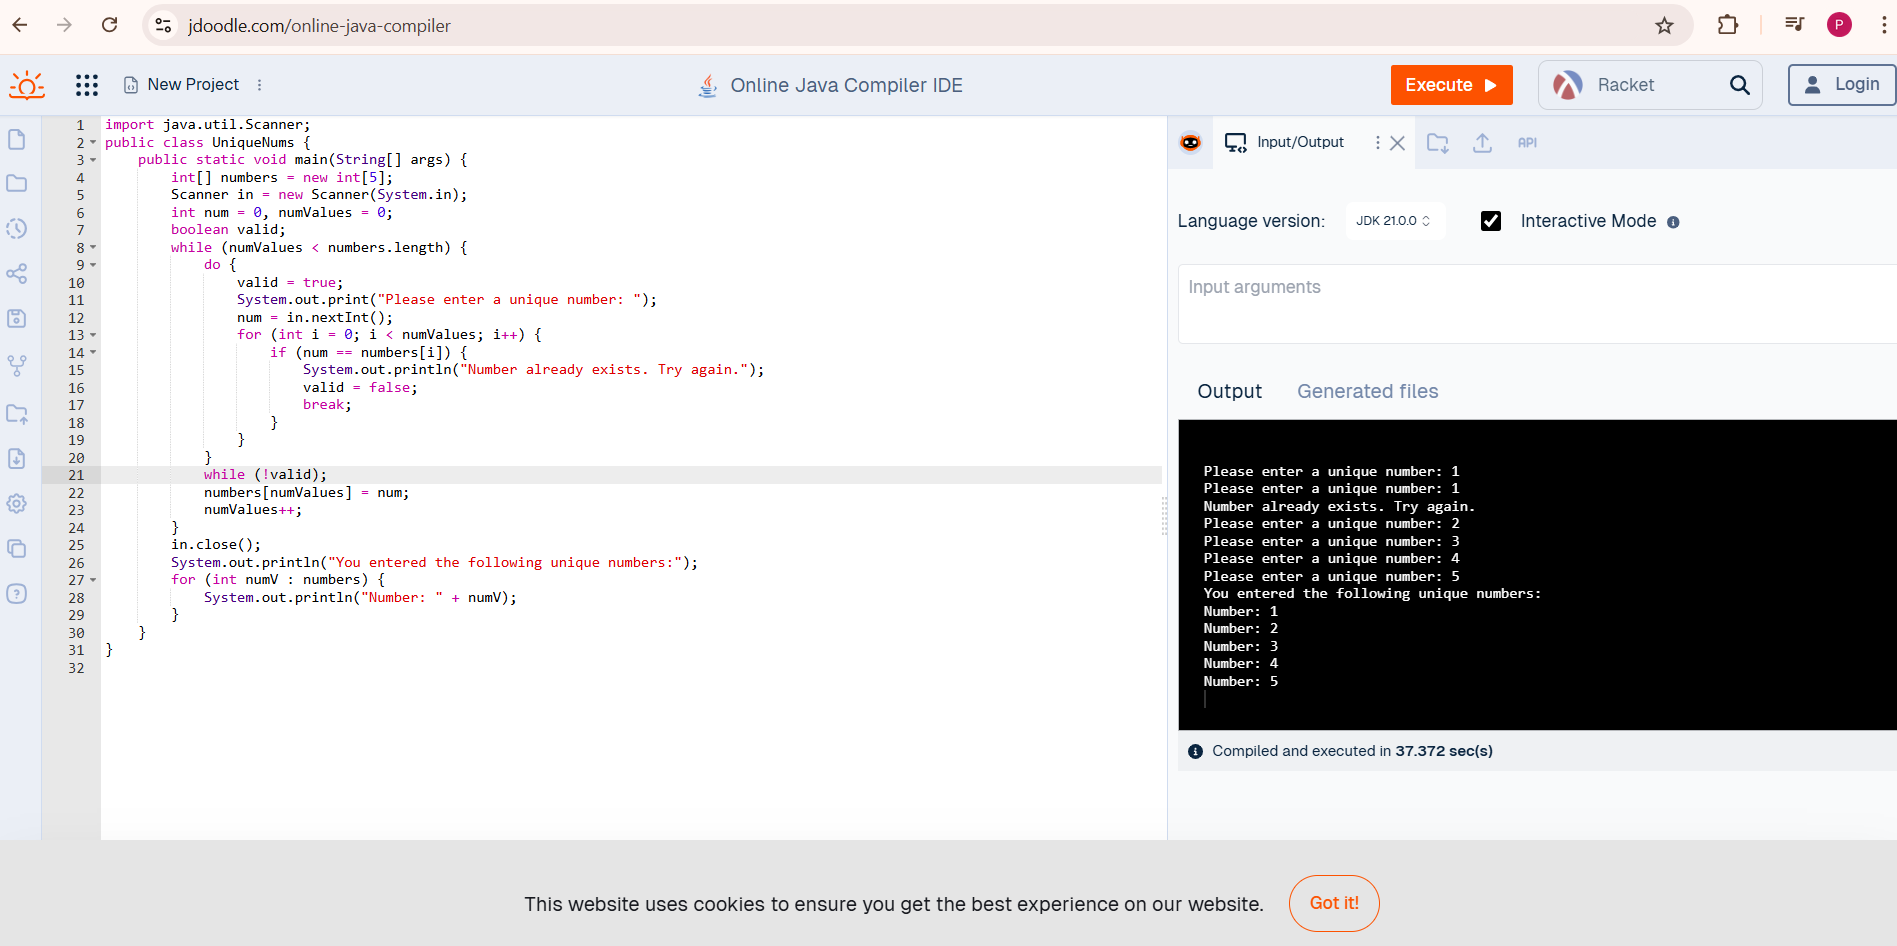 jdoodle.com/online-java-compiler
P
New Project
Online Java Compiler IDE
Execute
Racket
Login
1 import java.util.Scanner;
2 public class UniqueNums {
3     public static void main(String[] args) {
4         int[] numbers = new int[5];
5         Scanner in = new Scanner(System.in);
6         int num = 0, numValues = 0;
7         boolean valid;
8         while (numValues < numbers.length) {
9             do {
10                 valid = true;
11                 System.out.print("Please enter a unique number: ");
12                 num = in.nextInt();
13                 for (int i = 0; i < numValues; i++) {
14                     if (num == numbers[i]) {
15                         System.out.println("Number already exists. Try again.");
16                         valid = false;
17                         break;
18                     }
19                 }
20             }
21             while (!valid);
22             numbers[numValues] = num;
23             numValues++;
24         }
25         in.close();
26         System.out.println("You entered the following unique numbers:");
27         for (int numV : numbers) {
28             System.out.println("Number: " + numV);
29         }
30     }
31 }
32
Input/Output
API
Language version:
JDK 21.0.0
Interactive Mode
Input arguments
Output
Generated files
Please enter a unique number: 1
Please enter a unique number: 1
Number already exists. Try again.
Please enter a unique number: 2
Please enter a unique number: 3
Please enter a unique number: 4
Please enter a unique number: 5
You entered the following unique numbers:
Number: 1
Number: 2
Number: 3
Number: 4
Number: 5
Compiled and executed in 37.372 sec(s)
This website uses cookies to ensure you get the best experience on our website.
Got it!